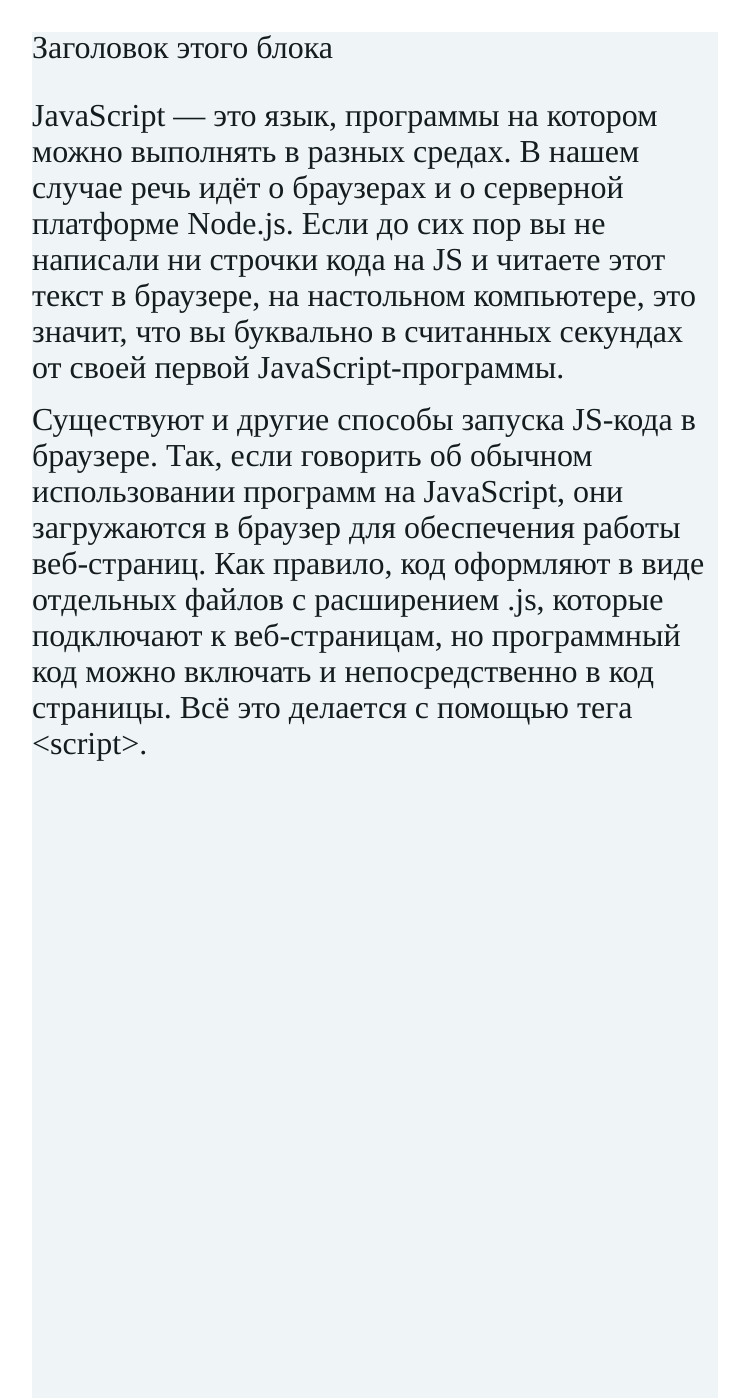 Заголовок этого блока
JavaScript — это язык, программы на котором
можно выполнять в разных средах. В нашем
случае речь идёт о браузерах и о серверной
платформе Node.js. Если до сих пор вы не
написали ни строчки кода на JS и читаете этот
текст в браузере, на настольном компьютере, это
значит, что вы буквально в считанных секундах
от своей первой JavaScript-программы.
Существуют и другие способы запуска JS-кода в
браузере. Так, если говорить об обычном
использовании программ на JavaScript, они
загружаются в браузер для обеспечения работы
веб-страниц. Как правило, код оформляют в виде
отдельных файлов с расширением .js, которые
подключают к веб-страницам, но программный
код можно включать и непосредственно в код
страницы. Всё это делается с помощью тега
<script>.